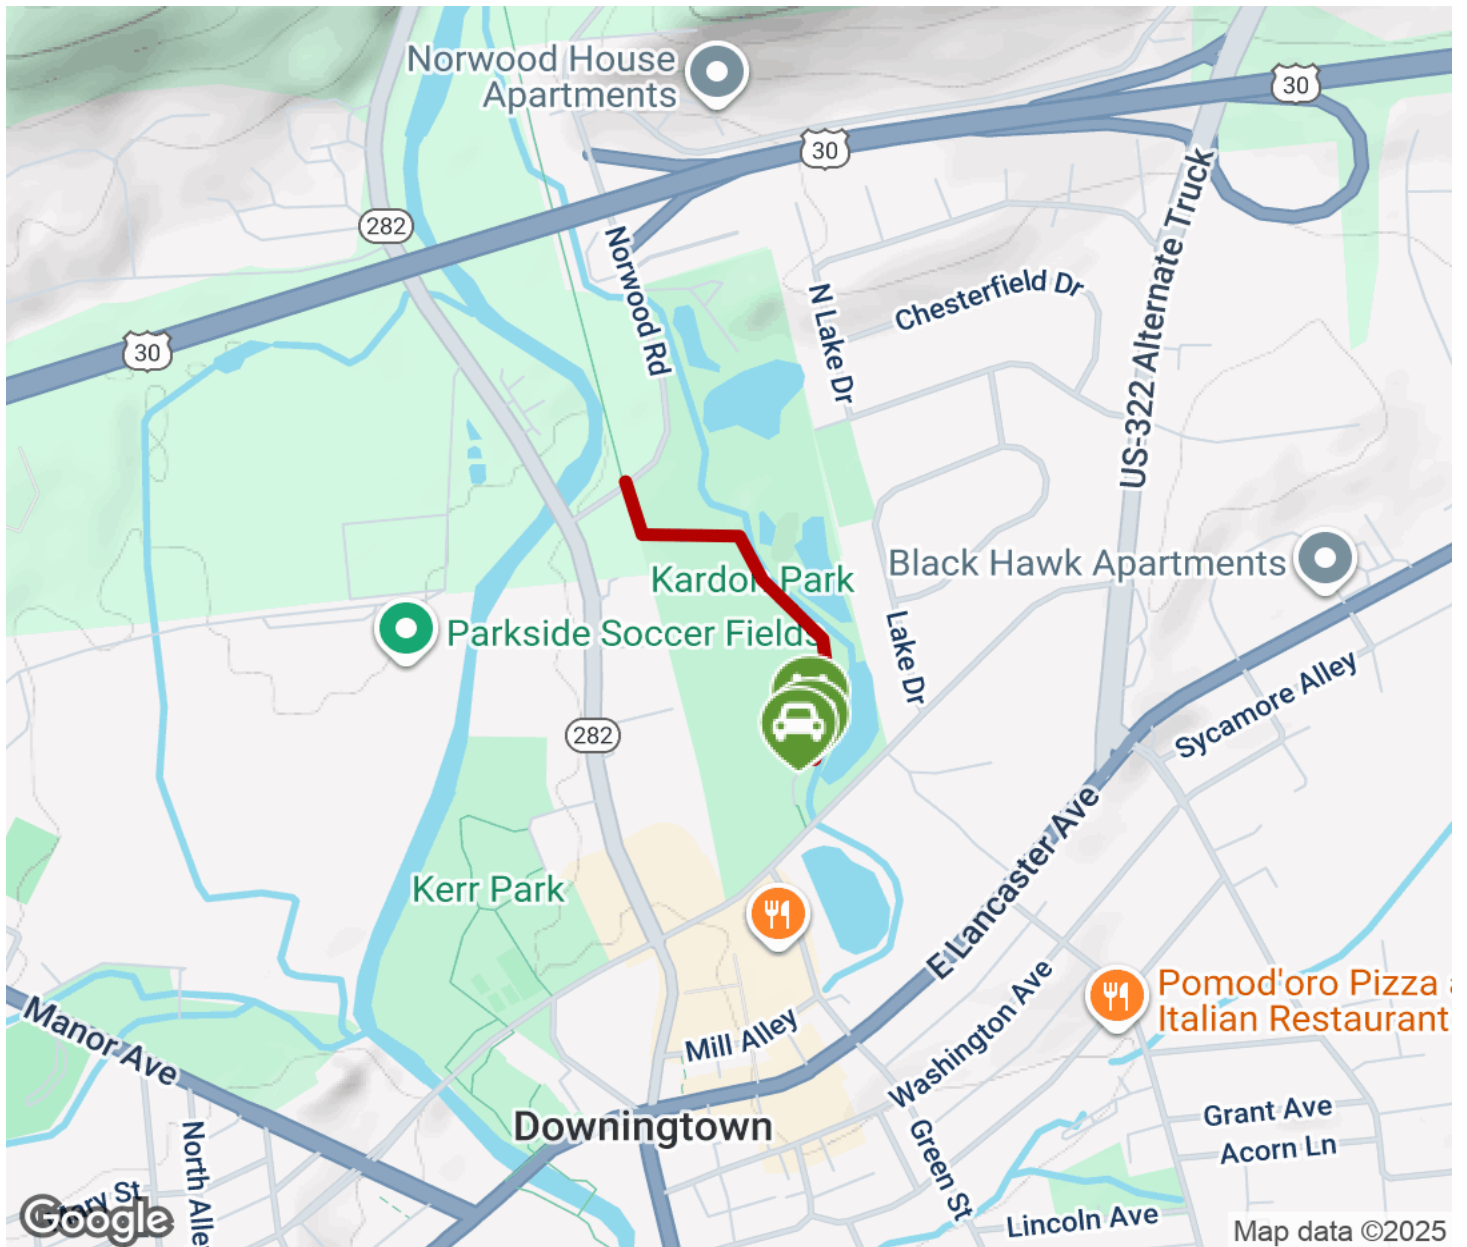 Norwood House
Apartments
30
30
282
Norwood Rd
N Lake Dr
Chesterfield Dr
US-322 Alternate Truck
30
Black Hawk Apartments
Kardon Park
Parkside Soccer Fields
Lake Dr
Sycamore Alley
282
E Lancaster Ave
Kerr Park
Pomod'oro Pizza
Italian Restaurant
Manor Ave
Mill Alley
Washington Ave
Downingtown
Green St
Grant Ave
Acorn Ln
North Alle
St
Lincoln Ave
Google
Map data ©2025